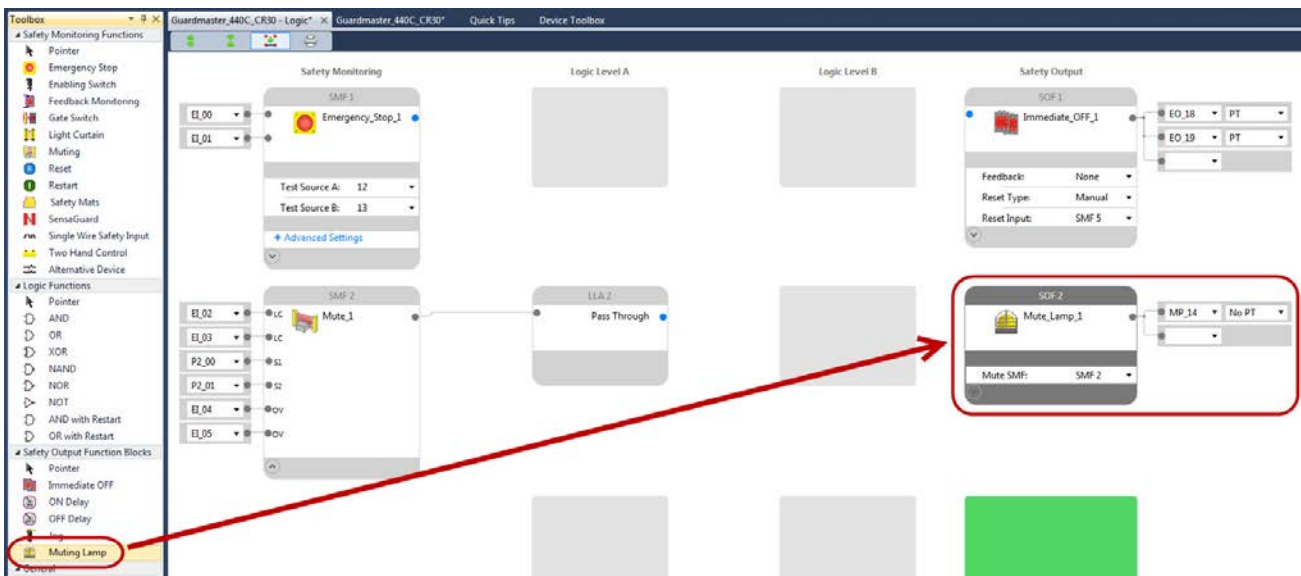 Toolbox
Guardmaster_440C_CR30 - Logic*
Guardmaster_440C_CR30*
Quick Tips
Device Toolbox
Safety Monitoring Functions
Pointer
Emergency Stop
Enabling Switch
Feedback Monitoring
Gate Switch
Light Curtain
Muting
Reset
Restart
Safety Mats
SensaGuard
Single Wire Safety Input
Two Hand Control
Alternative Device
Logic Functions
Pointer
AND
OR
XOR
NAND
NOR
NOT
AND with Restart
OR with Restart
Safety Output Function Blocks
Pointer
Immediate OFF
ON Delay
OFF Delay
Jog
Muting Lamp
General
Safety Monitoring
Logic Level A
Logic Level B
Safety Output
SMF 1
EI_00
Emergency_Stop_1
EI_01
Test Source A: 12
Test Source B: 13
+ Advanced Settings
SOF 1
Immediate_OFF_1
EO_18 PT
EO_19 PT
Feedback: None
Reset Type: Manual
Reset Input: SMF 5
SMF 2
Mute_1
EI_02 LC
EI_03 LC
P2_00 S1
P2_01 S2
EI_04 OV
EI_05 OV
LLA 2
Pass Through
SOF 2
Mute_Lamp_1
MP_14 No PT
Mute SMF: SMF 2